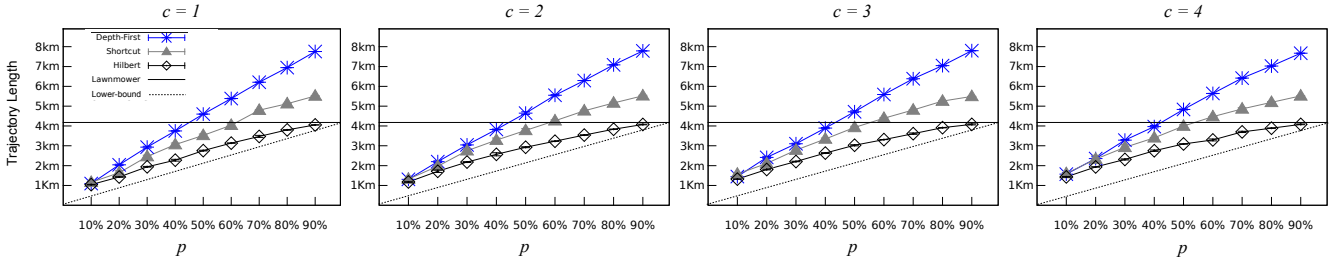 c = 1
c = 2
c = 3
c = 4
Trajectory Length
8km
7km
6km
5km
4km
3km
2km
1Km
Depth-First
Shortcut
Hilbert
Lawnmower
Lower-bound
10% 20% 30% 40% 50% 60% 70% 80% 90%
p
8km
7km
6km
5km
4km
3km
2km
1Km
10% 20% 30% 40% 50% 60% 70% 80% 90%
p
8km
7km
6km
5km
4km
3km
2km
1Km
10% 20% 30% 40% 50% 60% 70% 80% 90%
p
8km
7km
6km
5km
4km
3km
2km
1Km
10% 20% 30% 40% 50% 60% 70% 80% 90%
p